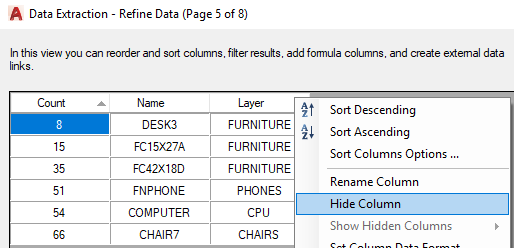 Data Extraction - Refine Data (Page 5 of 8)
In this view you can reorder and sort columns, filter results, add formula columns, and create external data
links.
Count Name Layer
8 DESK3 FURNITURE
15 FC15X27A FURNITURE
35 FC42X18D FURNITURE
51 FNPHONE PHONES
54 COMPUTER CPU
66 CHAIR7 CHAIRS
Sort Descending
Sort Ascending
Sort Columns Options ...
Rename Column
Hide Column
Show Hidden Columns
Set Column Data Format